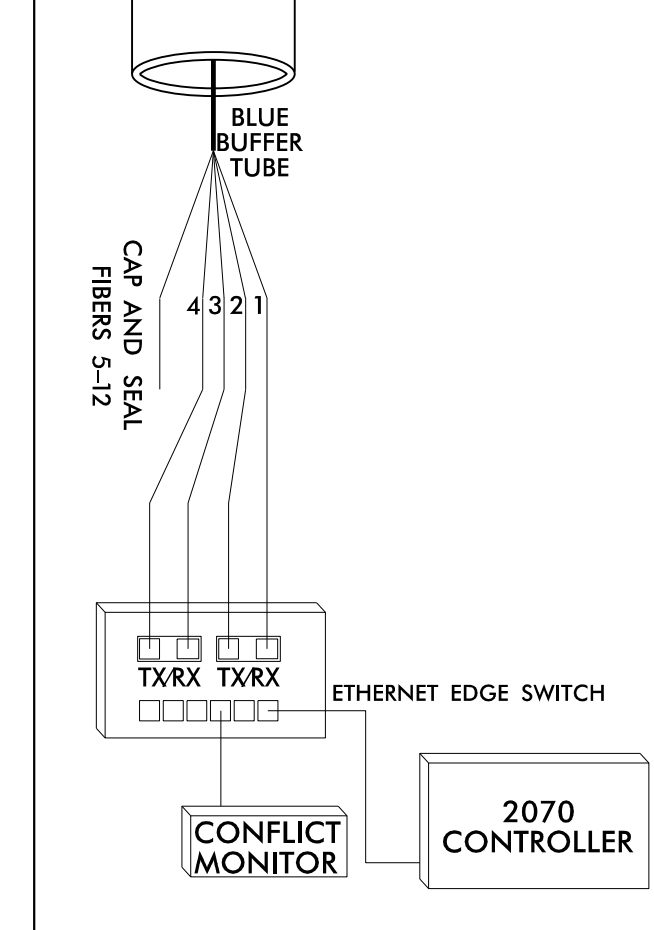 BLUE
BUFFER
TUBE
CAP AND SEAL
FIBERS 5–12
4 3 2 1
TX/RX TX/RX
ETHERNET EDGE SWITCH
CONFLICT
MONITOR
2070
CONTROLLER